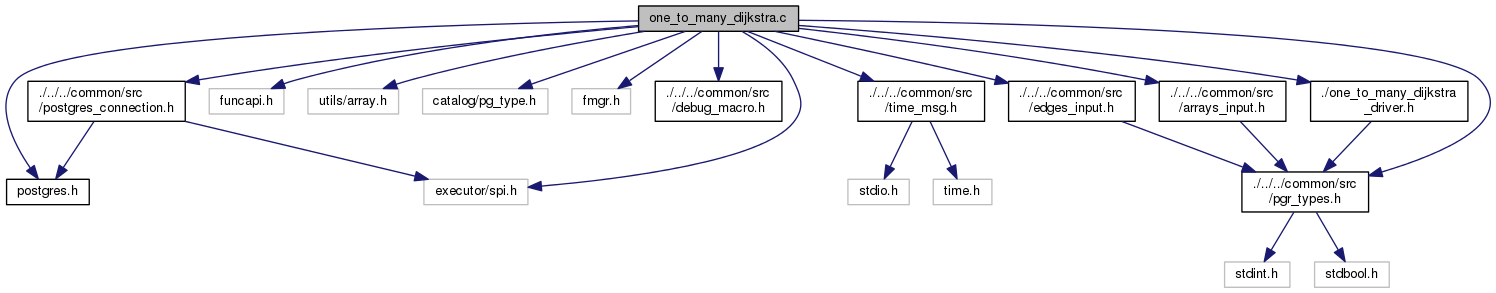 one_to_many_dijkstra.c
./../../common/src
/postgres_connection.h
funcapi.h
utils/array.h
catalog/pg_type.h
fmgr.h
./../../common/src
/debug_macro.h
./../../common/src
/time_msg.h
./../../common/src
/edges_input.h
./../../common/src
/arrays_input.h
./one_to_many_dijkstra
_driver.h
postgres.h
executor/spi.h
stdio.h
time.h
./../../common/src
/pgr_types.h
stdint.h
stdbool.h